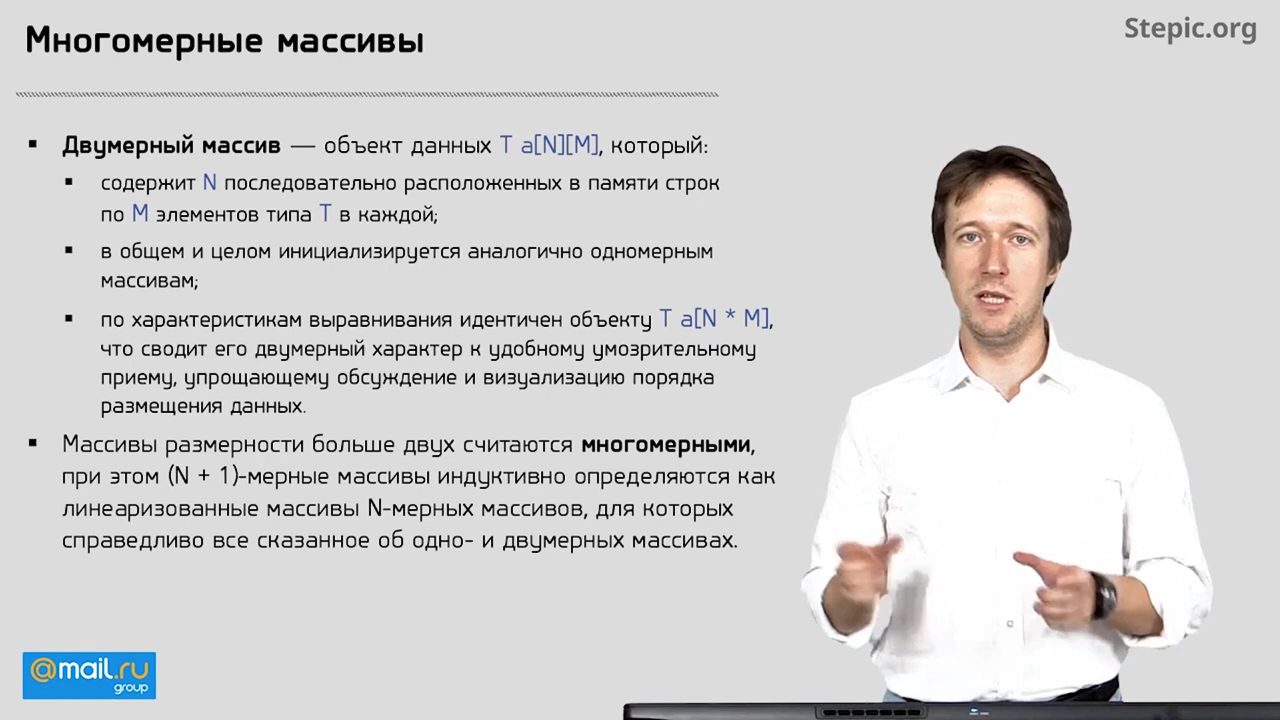 Многомерные массивы
Stepic.org
▪ Двумерный массив — объект данных T a[N][M], который:
▪ содержит N последовательно расположенных в памяти строк
по M элементов типа T в каждой;
▪ в общем и целом инициализируется аналогично одномерным
массивам;
▪ по характеристикам выравнивания идентичен объекту T a[N * M],
что сводит его двумерный характер к удобному умозрительному
приему, упрощающему обсуждение и визуализацию порядка
размещения данных.
▪ Массивы размерности больше двух считаются многомерными,
при этом (N + 1)-мерные массивы индуктивно определяются как
линеаризованные массивы N-мерных массивов, для которых
справедливо все сказанное об одно- и двумерных массивах.
@mail.ru
group